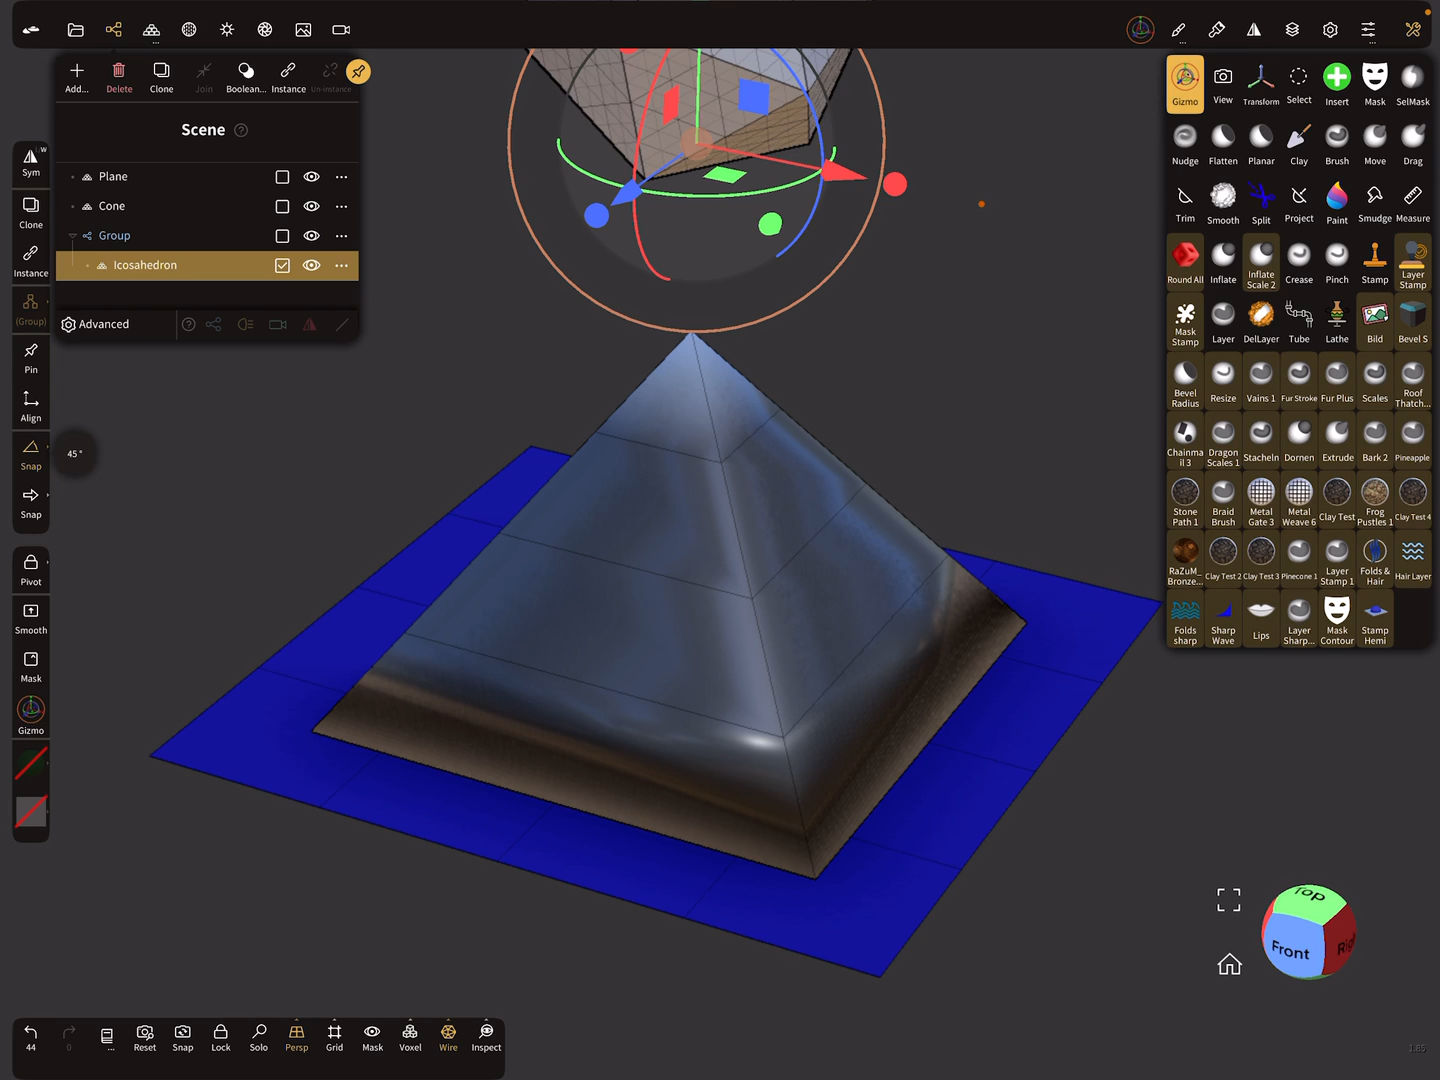 Add...
Delete
Clone
Join
Boolean...
Instance
Un-instance
Scene
Plane
Cone
Group
Icosahedron
Advanced
W
Sym
Clone
Instance
(Group)
Pin
Align
Snap
45 °
Snap
Pivot
Smooth
Mask
Gizmo
Gizmo
View
Transform
Select
Insert
Mask
SelMask
Nudge
Flatten
Planar
Clay
Brush
Move
Drag
Trim
Smooth
Split
Project
Paint
Smudge
Measure
Round All
Inflate
Inflate
Scale 2
Crease
Pinch
Stamp
Layer
Stamp
Mask
Stamp
Layer
DelLayer
Tube
Lathe
Bild
Bevel S
Bevel
Radius
Resize
Vains 1
Fur Stroke
Fur Plus
Scales
Roof
Thatch...
Chainma
il 3
Dragon
Scales 1
Stacheln
Dornen
Extrude
Bark 2
Pineapple
Stone
Path 1
Braid
Brush
Metal
Gate 3
Metal
Weave 6
Clay Test
Frog
Pustles 1
Clay Test 4
RaZuM_
Bronze...
Clay Test 2
Clay Test 3
Pinecone 1
Layer
Stamp 1
Folds &
Hair
Hair Layer
Folds
sharp
Sharp
Wave
Lips
Layer
Sharp...
Mask
Contour
Stamp
Hemi
Top
Front
Rig
44
0
...
Reset
Snap
Lock
Solo
Persp
Grid
Mask
Voxel
Wire
Inspect
1.85